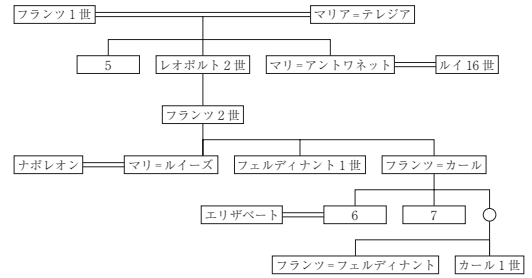 フランツ1世 マリア=テレジア
5 レオポルト2世 マリ=アントワネット ルイ16世
フランツ2世
ナポレオン マリ=ルイーズ フェルディナント1世 フランツ=カール
エリザベート 6 7
フランツ=フェルディナント カール1世